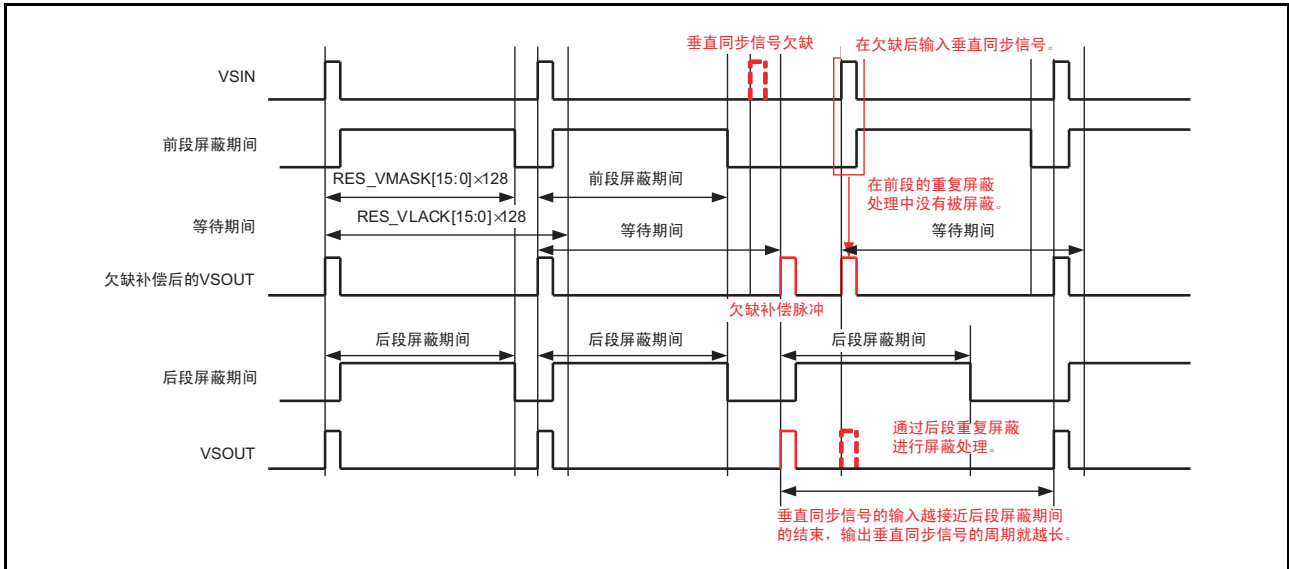 垂直同步信号欠缺
在欠缺后输入垂直同步信号。
VSIN
前段屏蔽期间
RES_VMASK[15:0]×128
前段屏蔽期间
在前段的重复屏蔽
处理中没有被屏蔽。
RES_VLACK[15:0]×128
等待期间
等待期间
等待期间
欠缺补偿后的VSOUT
欠缺补偿脉冲
后段屏蔽期间
后段屏蔽期间
后段屏蔽期间
后段屏蔽期间
通过后段重复屏蔽
进行屏蔽处理。
VSOUT
垂直同步信号的输入越接近后段屏蔽期间
的结束，输出垂直同步信号的周期就越长。